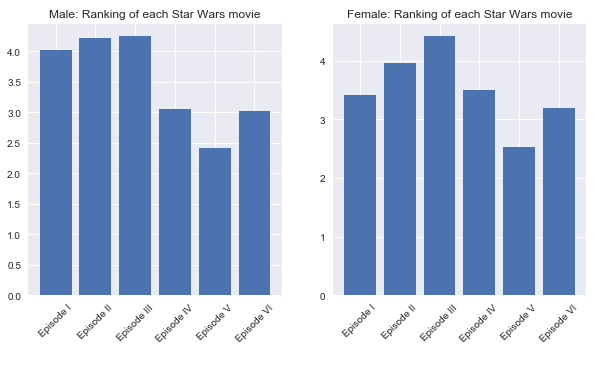 Male: Ranking of each Star Wars movie
4.0
3.5
3.0
2.5
2.0
1.5
1.0
0.5
0.0
Episode I
Episode II
Episode III
Episode IV
Episode V
Episode VI
Female: Ranking of each Star Wars movie
4
3
2
1
0
Episode I
Episode II
Episode III
Episode IV
Episode V
Episode VI